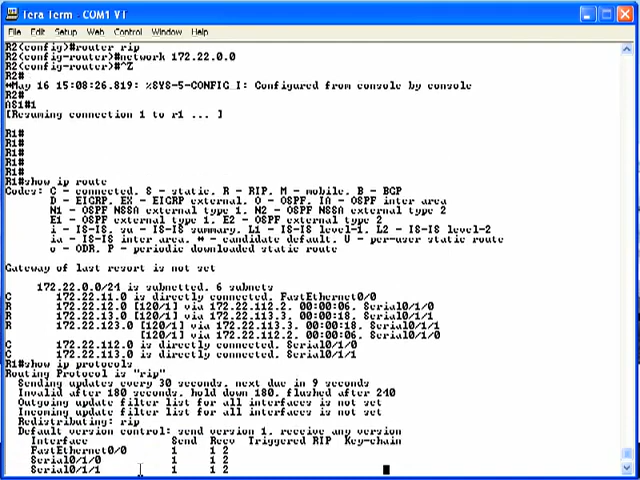 Tera Term - COM1 VT
File Edit Setup Web Control Window Help
R2(config)#router rip
R2(config-router)#network 172.22.0.0
R2(config-router)#^Z
R2#
*May 16 15:08:26.819: %SYS-5-CONFIG_I: Configured from console by console
R2#
AS1#1
[Resuming connection 1 to r1 ... ]
R1#
R1#
R1#
R1#
R1#
R1#show ip route
Codes: C - connected, S - static, R - RIP, M - mobile, B - BGP
D - EIGRP, EX - EIGRP external, O - OSPF, IA - OSPF inter area
N1 - OSPF NSSA external type 1, N2 - OSPF NSSA external type 2
E1 - OSPF external type 1, E2 - OSPF external type 2
i - IS-IS, su - IS-IS summary, L1 - IS-IS level-1, L2 - IS-IS level-2
ia - IS-IS inter area, * - candidate default, U - per-user static route
o - ODR, P - periodic downloaded static route
Gateway of last resort is not set
172.22.0.0/24 is subnetted, 6 subnets
C 172.22.11.0 is directly connected, FastEthernet0/0
R 172.22.12.0 [120/1] via 172.22.112.2, 00:00:06, Serial0/1/0
R 172.22.13.0 [120/1] via 172.22.113.3, 00:00:18, Serial0/1/1
R 172.22.123.0 [120/1] via 172.22.113.3, 00:00:18, Serial0/1/1
[120/1] via 172.22.112.2, 00:00:06, Serial0/1/0
C 172.22.112.0 is directly connected, Serial0/1/0
C 172.22.113.0 is directly connected, Serial0/1/1
R1#show ip protocols
Routing Protocol is "rip"
Sending updates every 30 seconds, next due in 9 seconds
Invalid after 180 seconds, hold down 180, flushed after 240
Outgoing update filter list for all interfaces is not set
Incoming update filter list for all interfaces is not set
Redistributing: rip
Default version control: send version 1, receive any version
Interface Send Recv Triggered RIP Key-chain
FastEthernet0/0 1 1 2
Serial0/1/0 1 1 2
Serial0/1/1 1 1 2